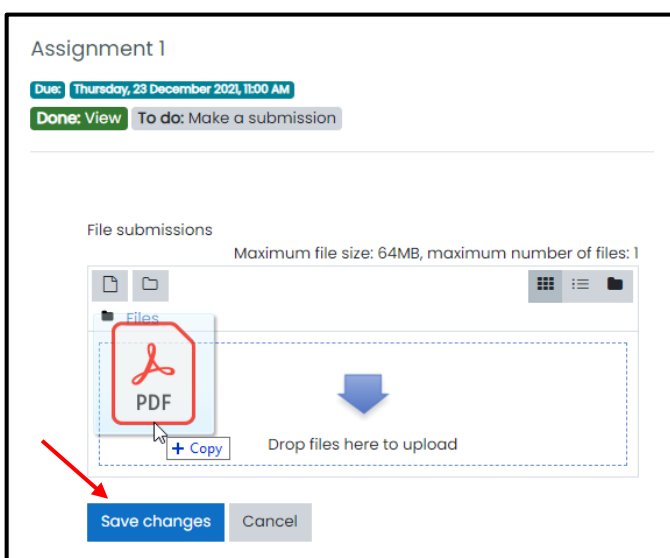 Assignment 1
Due: Thursday, 23 December 2021, 11:00 AM
Done: View To do: Make a submission
File submissions
Maximum file size: 64MB, maximum number of files: 1
Files
PDF
+ Copy
Drop files here to upload
Save changes Cancel